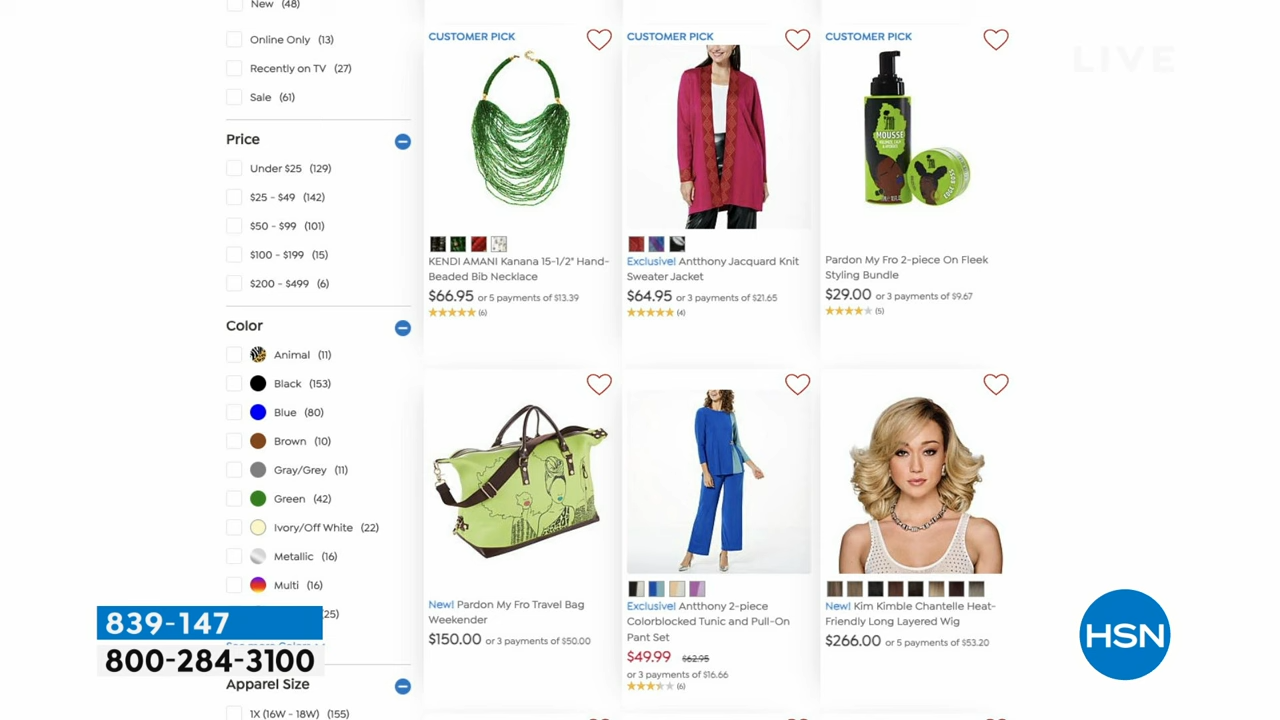 New (48)
Online Only (13)
Recently on TV (27)
Sale (61)
Price
Under $25 (129)
$25 - $49 (142)
$50 - $99 (101)
$100 - $199 (15)
$200 - $499 (6)
Color
Animal (11)
Black (153)
Blue (80)
Brown (10)
Gray/Grey (11)
Green (42)
Ivory/Off White (22)
Metallic (16)
Multi (16)
(25)
Apparel Size
1X (16W - 18W) (155)
CUSTOMER PICK
KENDI AMANI Kanana 15-1/2" Hand-
Beaded Bib Necklace
$66.95 or 5 payments of $13.39
(6)
CUSTOMER PICK
Exclusive! Antthony Jacquard Knit
Sweater Jacket
$64.95 or 3 payments of $21.65
(4)
CUSTOMER PICK
MOUSSE
Pardon My Fro 2-piece On Fleek
Styling Bundle
$29.00 or 3 payments of $9.67
(5)
New! Pardon My Fro Travel Bag
Weekender
$150.00 or 3 payments of $50.00
Exclusive! Antthony 2-piece
Colorblocked Tunic and Pull-On
Pant Set
$49.99 $62.95
or 3 payments of $16.66
(6)
New! Kim Kimble Chantelle Heat-
Friendly Long Layered Wig
$266.00 or 5 payments of $53.20
LIVE
839-147
800-284-3100
HSN